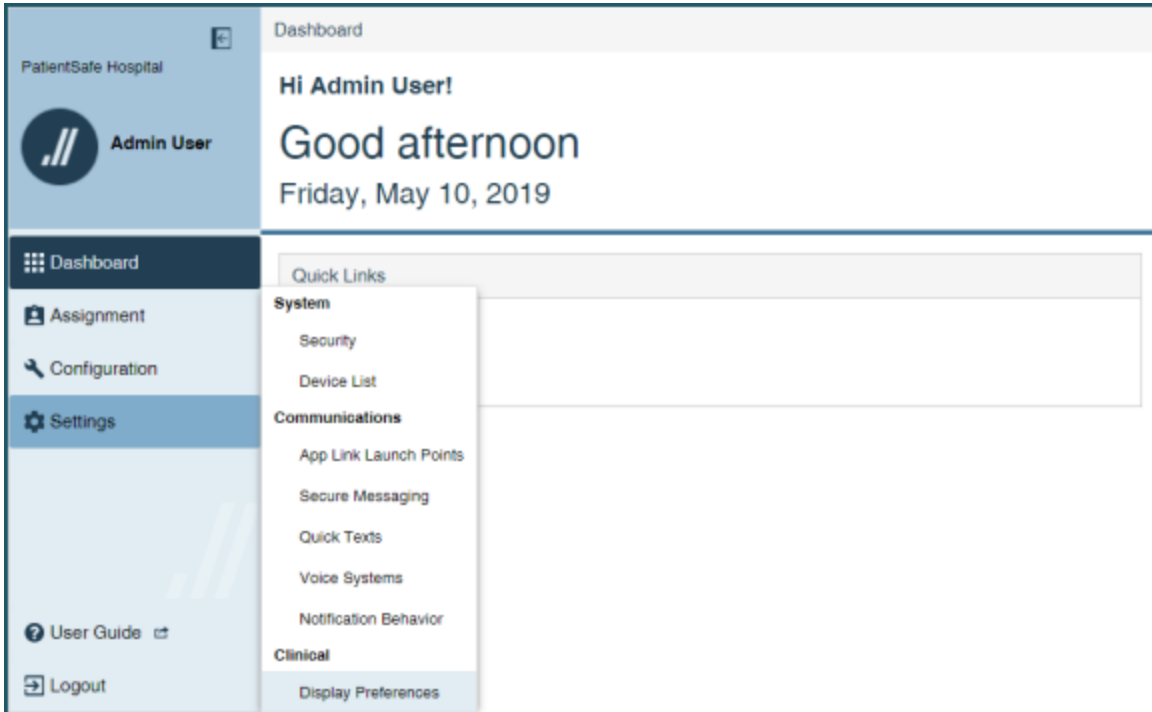 PatientSafe Hospital
Admin User
Dashboard
Assignment
Configuration
Settings
User Guide
Logout
Dashboard
Hi Admin User!
Good afternoon
Friday, May 10, 2019
Quick Links
System
Security
Device List
Communications
App Link Launch Points
Secure Messaging
Quick Texts
Voice Systems
Notification Behavior
Clinical
Display Preferences